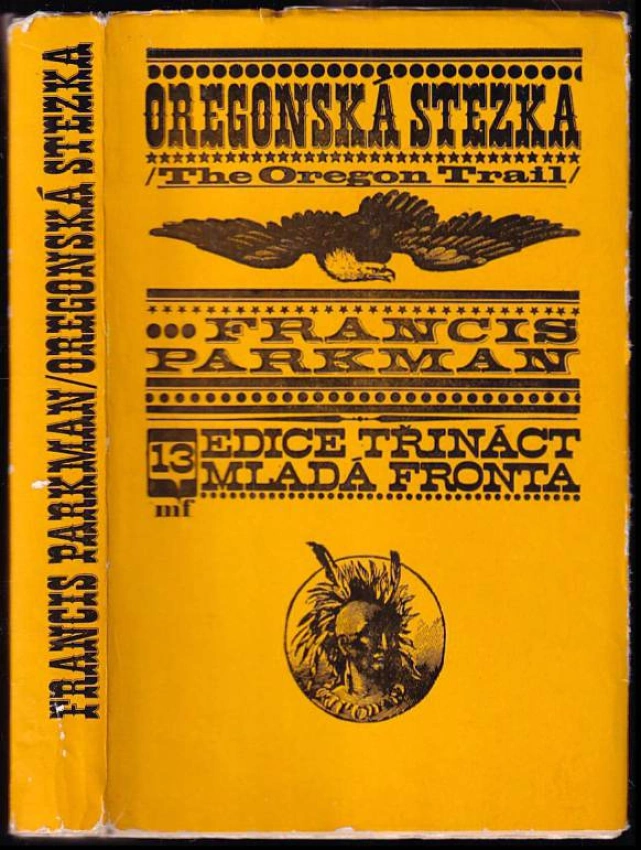 FRANCIS PARKMAN/OREGONSKÁ STEZKA
OREGONSKÁ STEZKA
/The Oregon Trail/
FRANCIS
PARKMAN
13
mf
EDICE TŘINÁCT
MLADÁ FRONTA